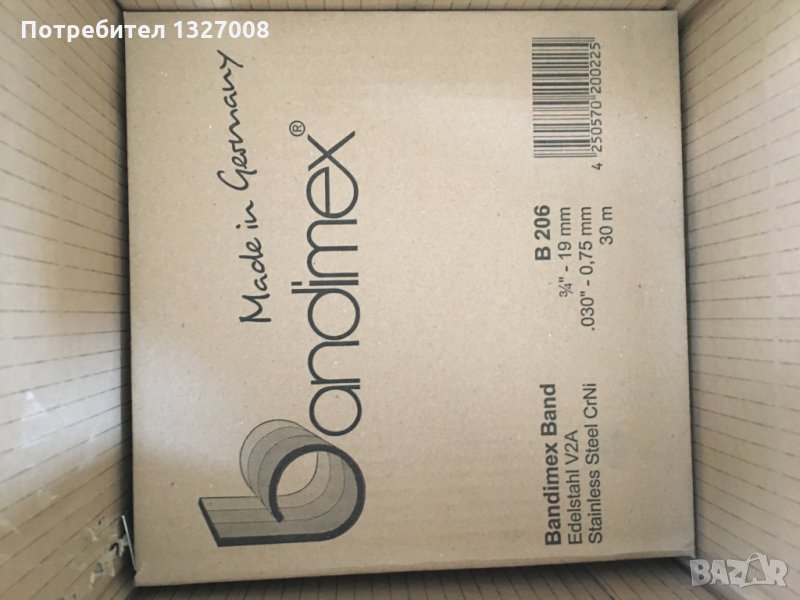 Потребител 1327008
Made in Germany
bandimex®
Bandimex Band
Edelstahl V2A
Stainless Steel CrNi
B 206
¾" - 19 mm
.030" - 0,75 mm
30 m
4 250570 200225
BAZAR